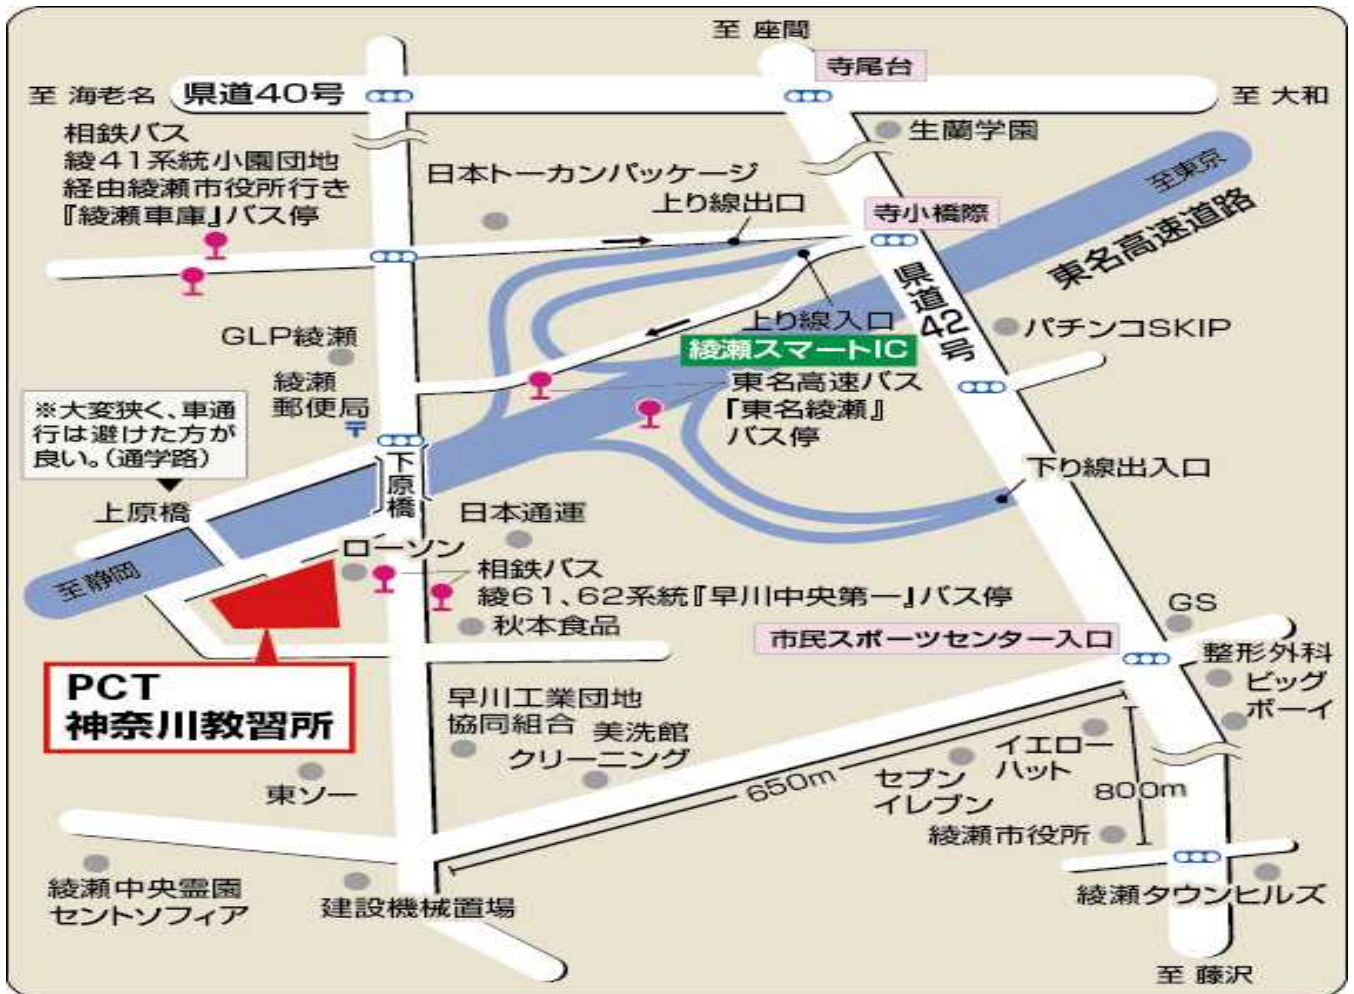 至 座間
寺尾台
至 海老名
県道40号
至 大和
相鉄バス
綾41系統小園団地
経由綾瀬市役所行き
『綾瀬車庫』バス停
生蘭学園
日本トーカンパッケージ
上り線出口
寺小橋際
至東京
東名高速道路
県道42号
GLP綾瀬
上り線入口
パチンコSKIP
綾瀬スマートIC
綾瀬
郵便局
東名高速バス
『東名綾瀬』
バス停
※大変狭く、車通
行は避けた方が
良い。(通学路)
下原橋
下り線出入口
上原橋
日本通運
ローソン
至静岡
相鉄バス
綾61、62系統『早川中央第一』バス停
秋本食品
GS
市民スポーツセンター入口
整形外科
ビッグ
ボーイ
PCT
神奈川教習所
早川工業団地
協同組合
美洗館
クリーニング
イエロー
ハット
セブン
イレブン
650m
800m
東ソー
綾瀬市役所
綾瀬中央霊園
セントソフィア
建設機械置場
綾瀬タウンヒルズ
至 藤沢